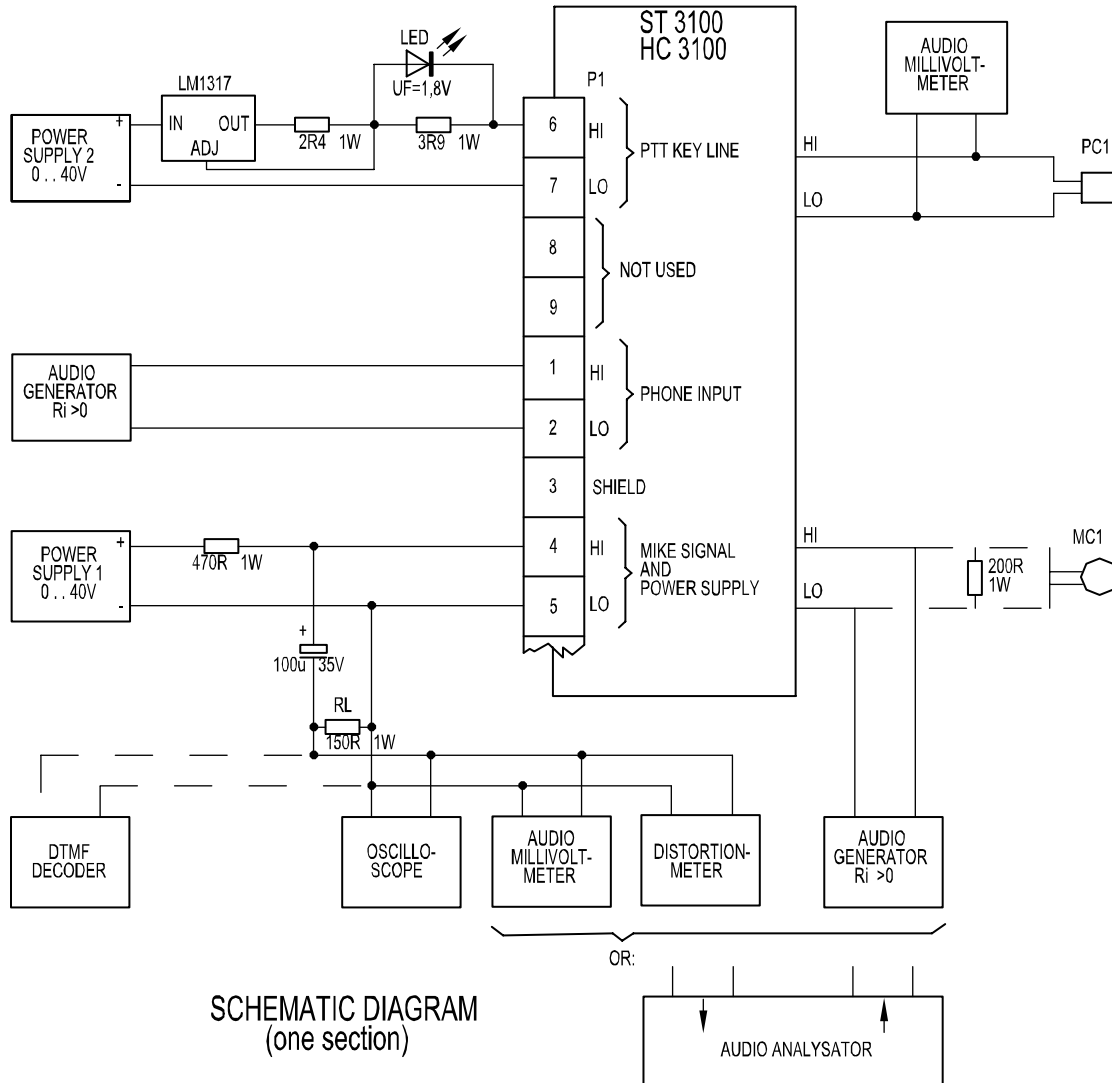 ST 3100
HC 3100
P1
LED
UF=1,8V
LM1317
IN OUT
ADJ
2R4 1W
3R9 1W
POWER
SUPPLY 2
0 . . 40V
+
-
6 HI
7 LO
PTT KEY LINE
8
9
NOT USED
AUDIO
GENERATOR
Ri >0
1 HI
2 LO
PHONE INPUT
3 SHIELD
POWER
SUPPLY 1
0 . . 40V
+
-
470R 1W
4 HI
5 LO
MIKE SIGNAL
AND
POWER SUPPLY
+
100u 35V
RL
150R 1W
AUDIO
MILLIVOLT-
METER
HI
LO
PC1
HI
LO
200R
1W
MC1
DTMF
DECODER
OSCILLO-
SCOPE
AUDIO
MILLIVOLT-
METER
DISTORTION-
METER
AUDIO
GENERATOR
Ri >0
OR:
AUDIO ANALYSATOR
SCHEMATIC DIAGRAM
(one section)